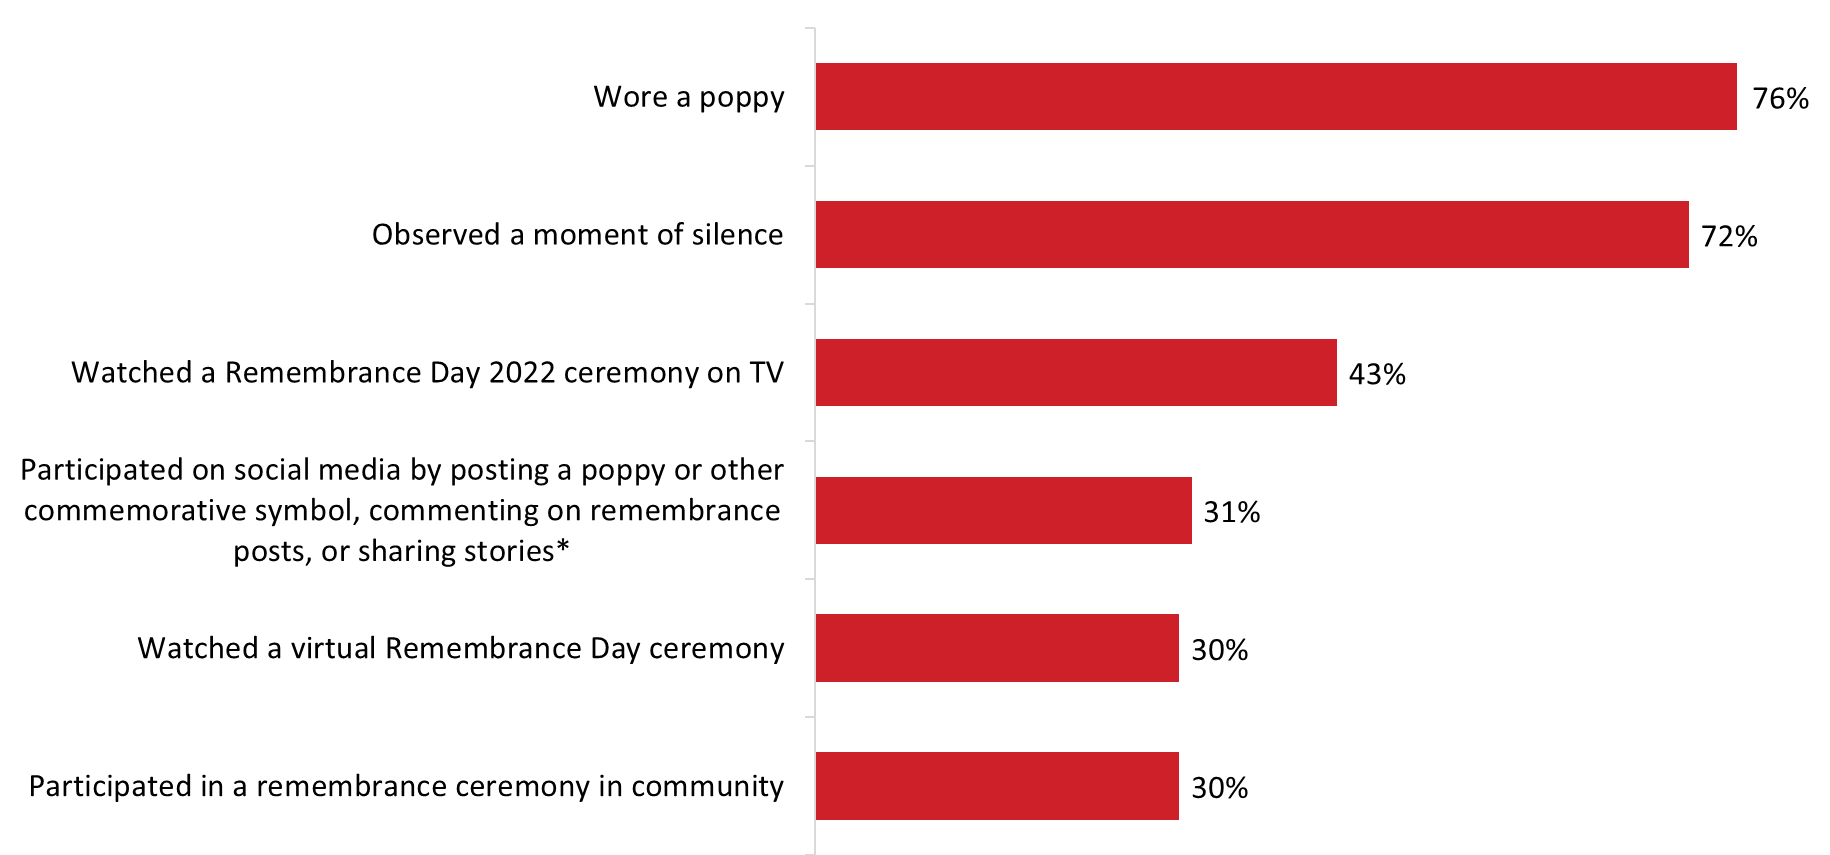 Wore a poppy
76%
Observed a moment of silence
72%
Watched a Remembrance Day 2022 ceremony on TV
43%
Participated on social media by posting a poppy or other
commemorative symbol, commenting on remembrance
posts, or sharing stories*
31%
Watched a virtual Remembrance Day ceremony
30%
Participated in a remembrance ceremony in community
30%